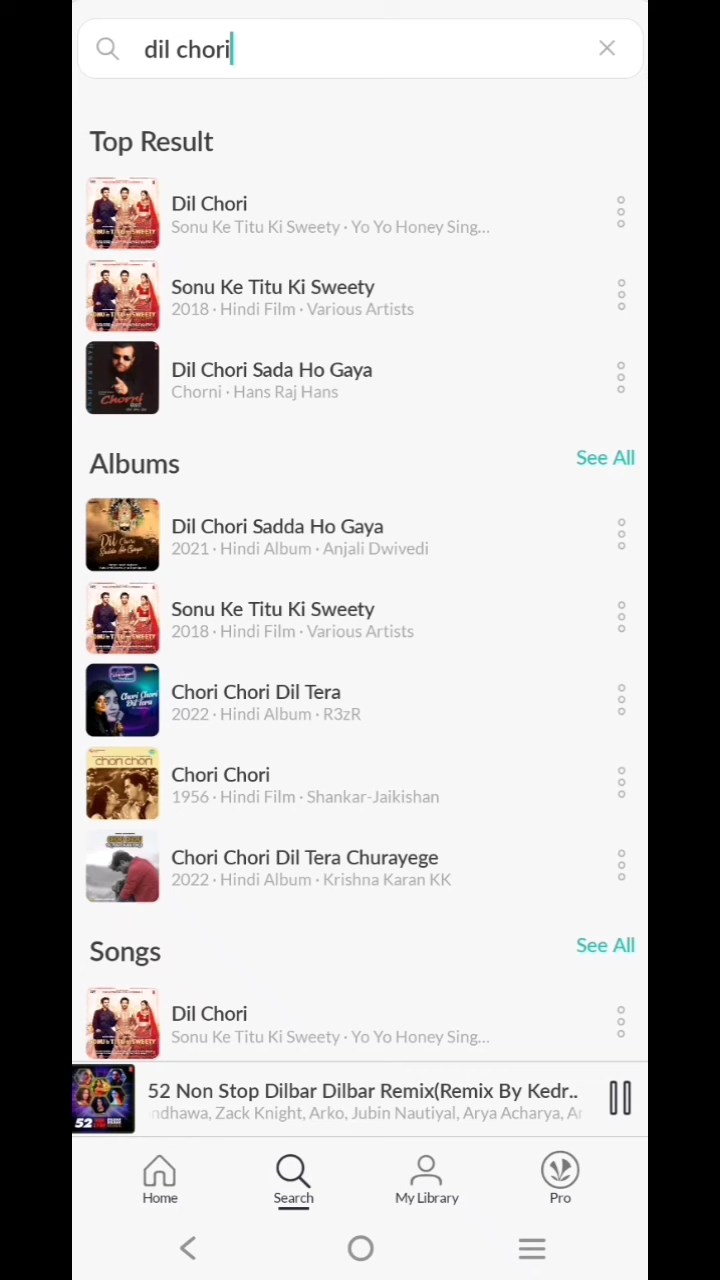 dil chori
Top Result
Dil Chori
Sonu Ke Titu Ki Sweety · Yo Yo Honey Sing...
Sonu Ke Titu Ki Sweety
2018 · Hindi Film · Various Artists
Dil Chori Sada Ho Gaya
Chorni · Hans Raj Hans
Albums
See All
Dil Chori Sadda Ho Gaya
2021 · Hindi Album · Anjali Dwivedi
Sonu Ke Titu Ki Sweety
2018 · Hindi Film · Various Artists
Chori Chori Dil Tera
2022 · Hindi Album · R3zR
Chori Chori
1956 · Hindi Film · Shankar-Jaikishan
Chori Chori Dil Tera Churayege
2022 · Hindi Album · Krishna Karan KK
Songs
See All
Dil Chori
Sonu Ke Titu Ki Sweety · Yo Yo Honey Sing...
52 Non Stop Dilbar Dilbar Remix(Remix By Kedr..
ndhawa, Zack Knight, Arko, Jubin Nautiyal, Arya Acharya, Ar
52
Home
Search
My Library
Pro